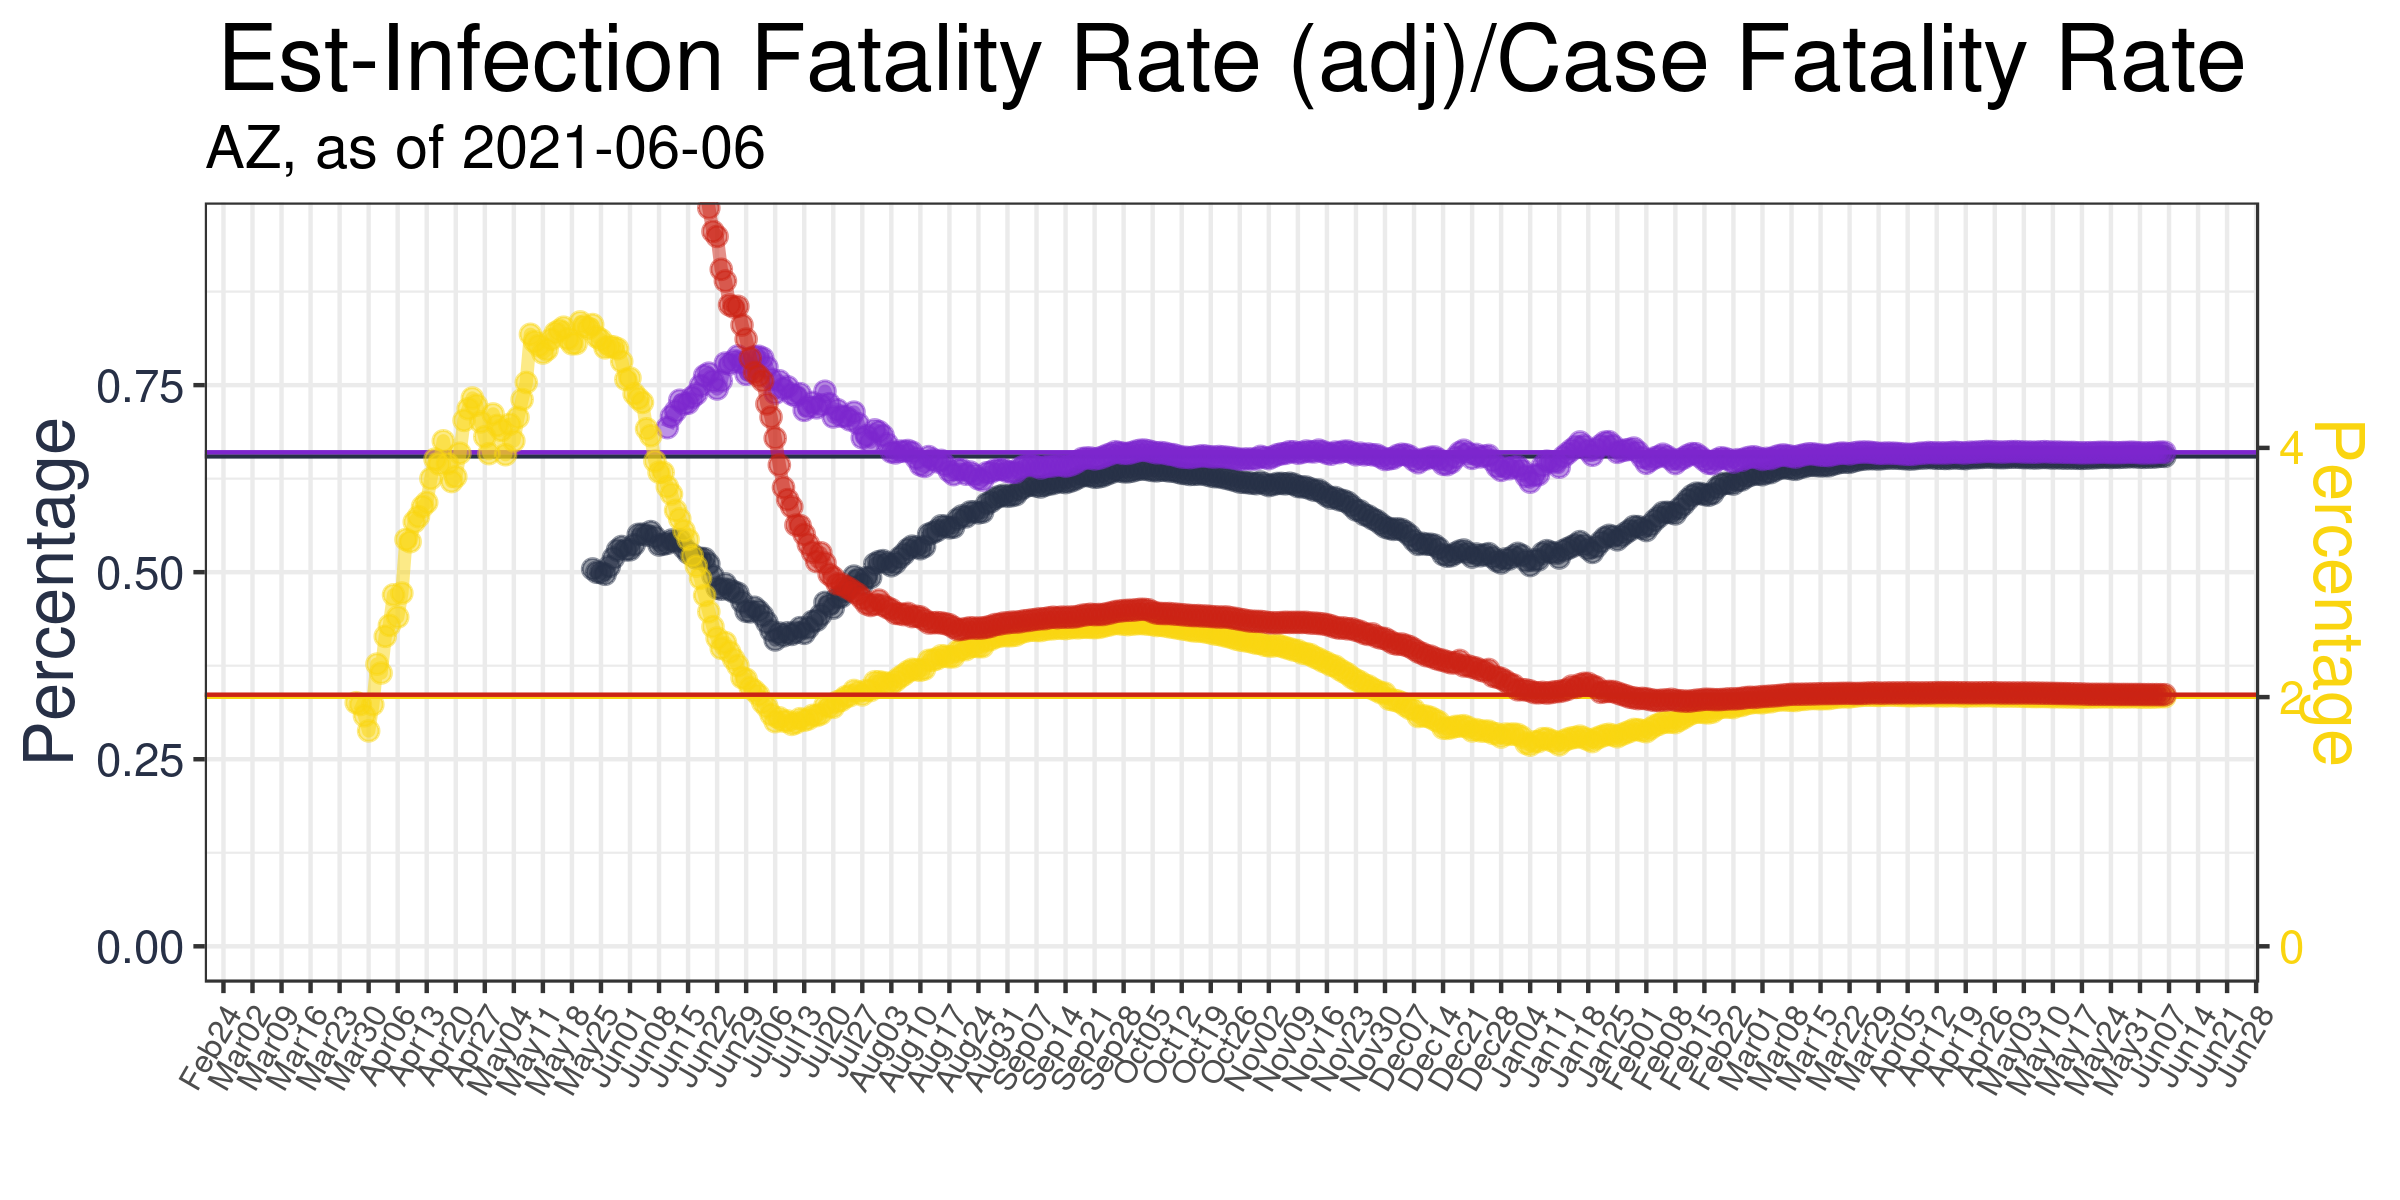 Est-Infection Fatality Rate (adj)/Case Fatality Rate
AZ, as of 2021-06-06
Percentage
0.75
0.50
0.25
0.00
4
2
0
Percentage
Feb24
Mar02
Mar09
Mar16
Mar23
Mar30
Apr06
Apr13
Apr20
Apr27
May04
May11
May18
May25
Jun01
Jun08
Jun15
Jun22
Jun29
Jul06
Jul13
Jul20
Jul27
Aug03
Aug10
Aug17
Aug24
Aug31
Sep07
Sep14
Sep21
Sep28
Oct05
Oct12
Oct19
Oct26
Nov02
Nov09
Nov16
Nov23
Nov30
Dec07
Dec14
Dec21
Dec28
Jan04
Jan11
Jan18
Jan25
Feb01
Feb08
Feb15
Feb22
Mar01
Mar08
Mar15
Mar22
Mar29
Apr05
Apr12
Apr19
Apr26
May03
May10
May17
May24
May31
Jun07
Jun14
Jun21
Jun28